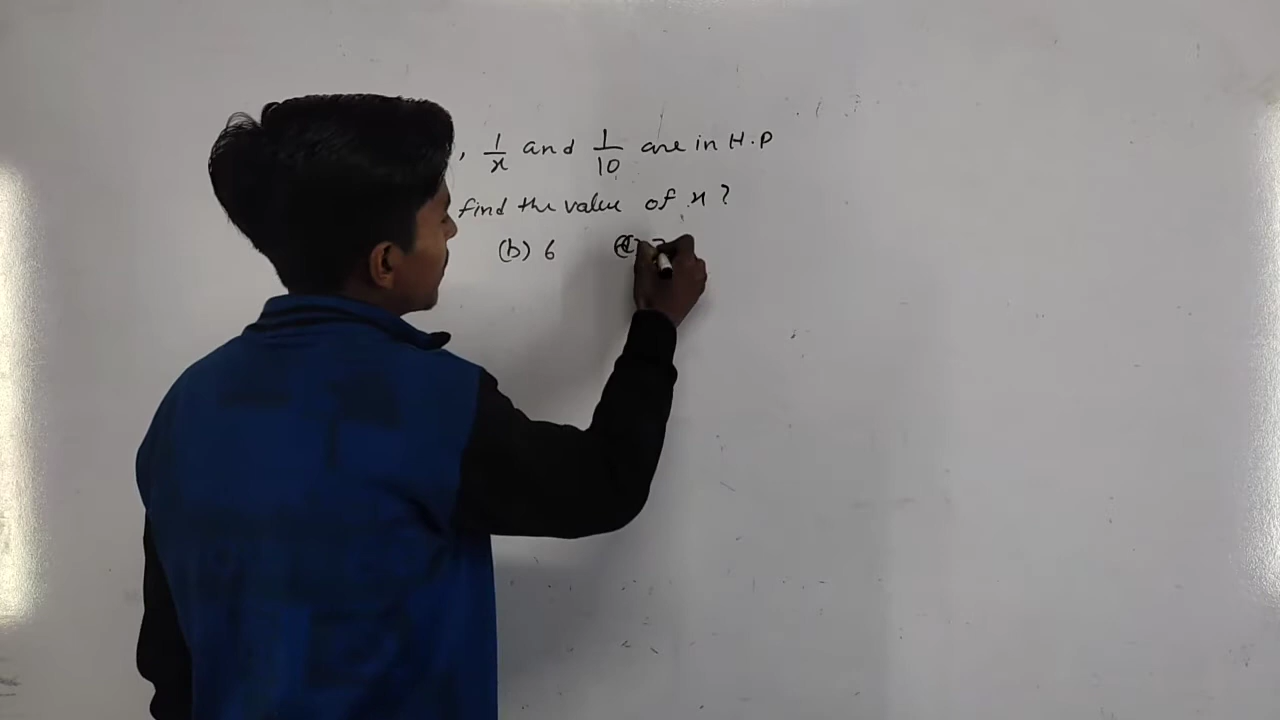 , 1/x and 1/10 are in H.P
find the value of x ?
(b) 6 (c)